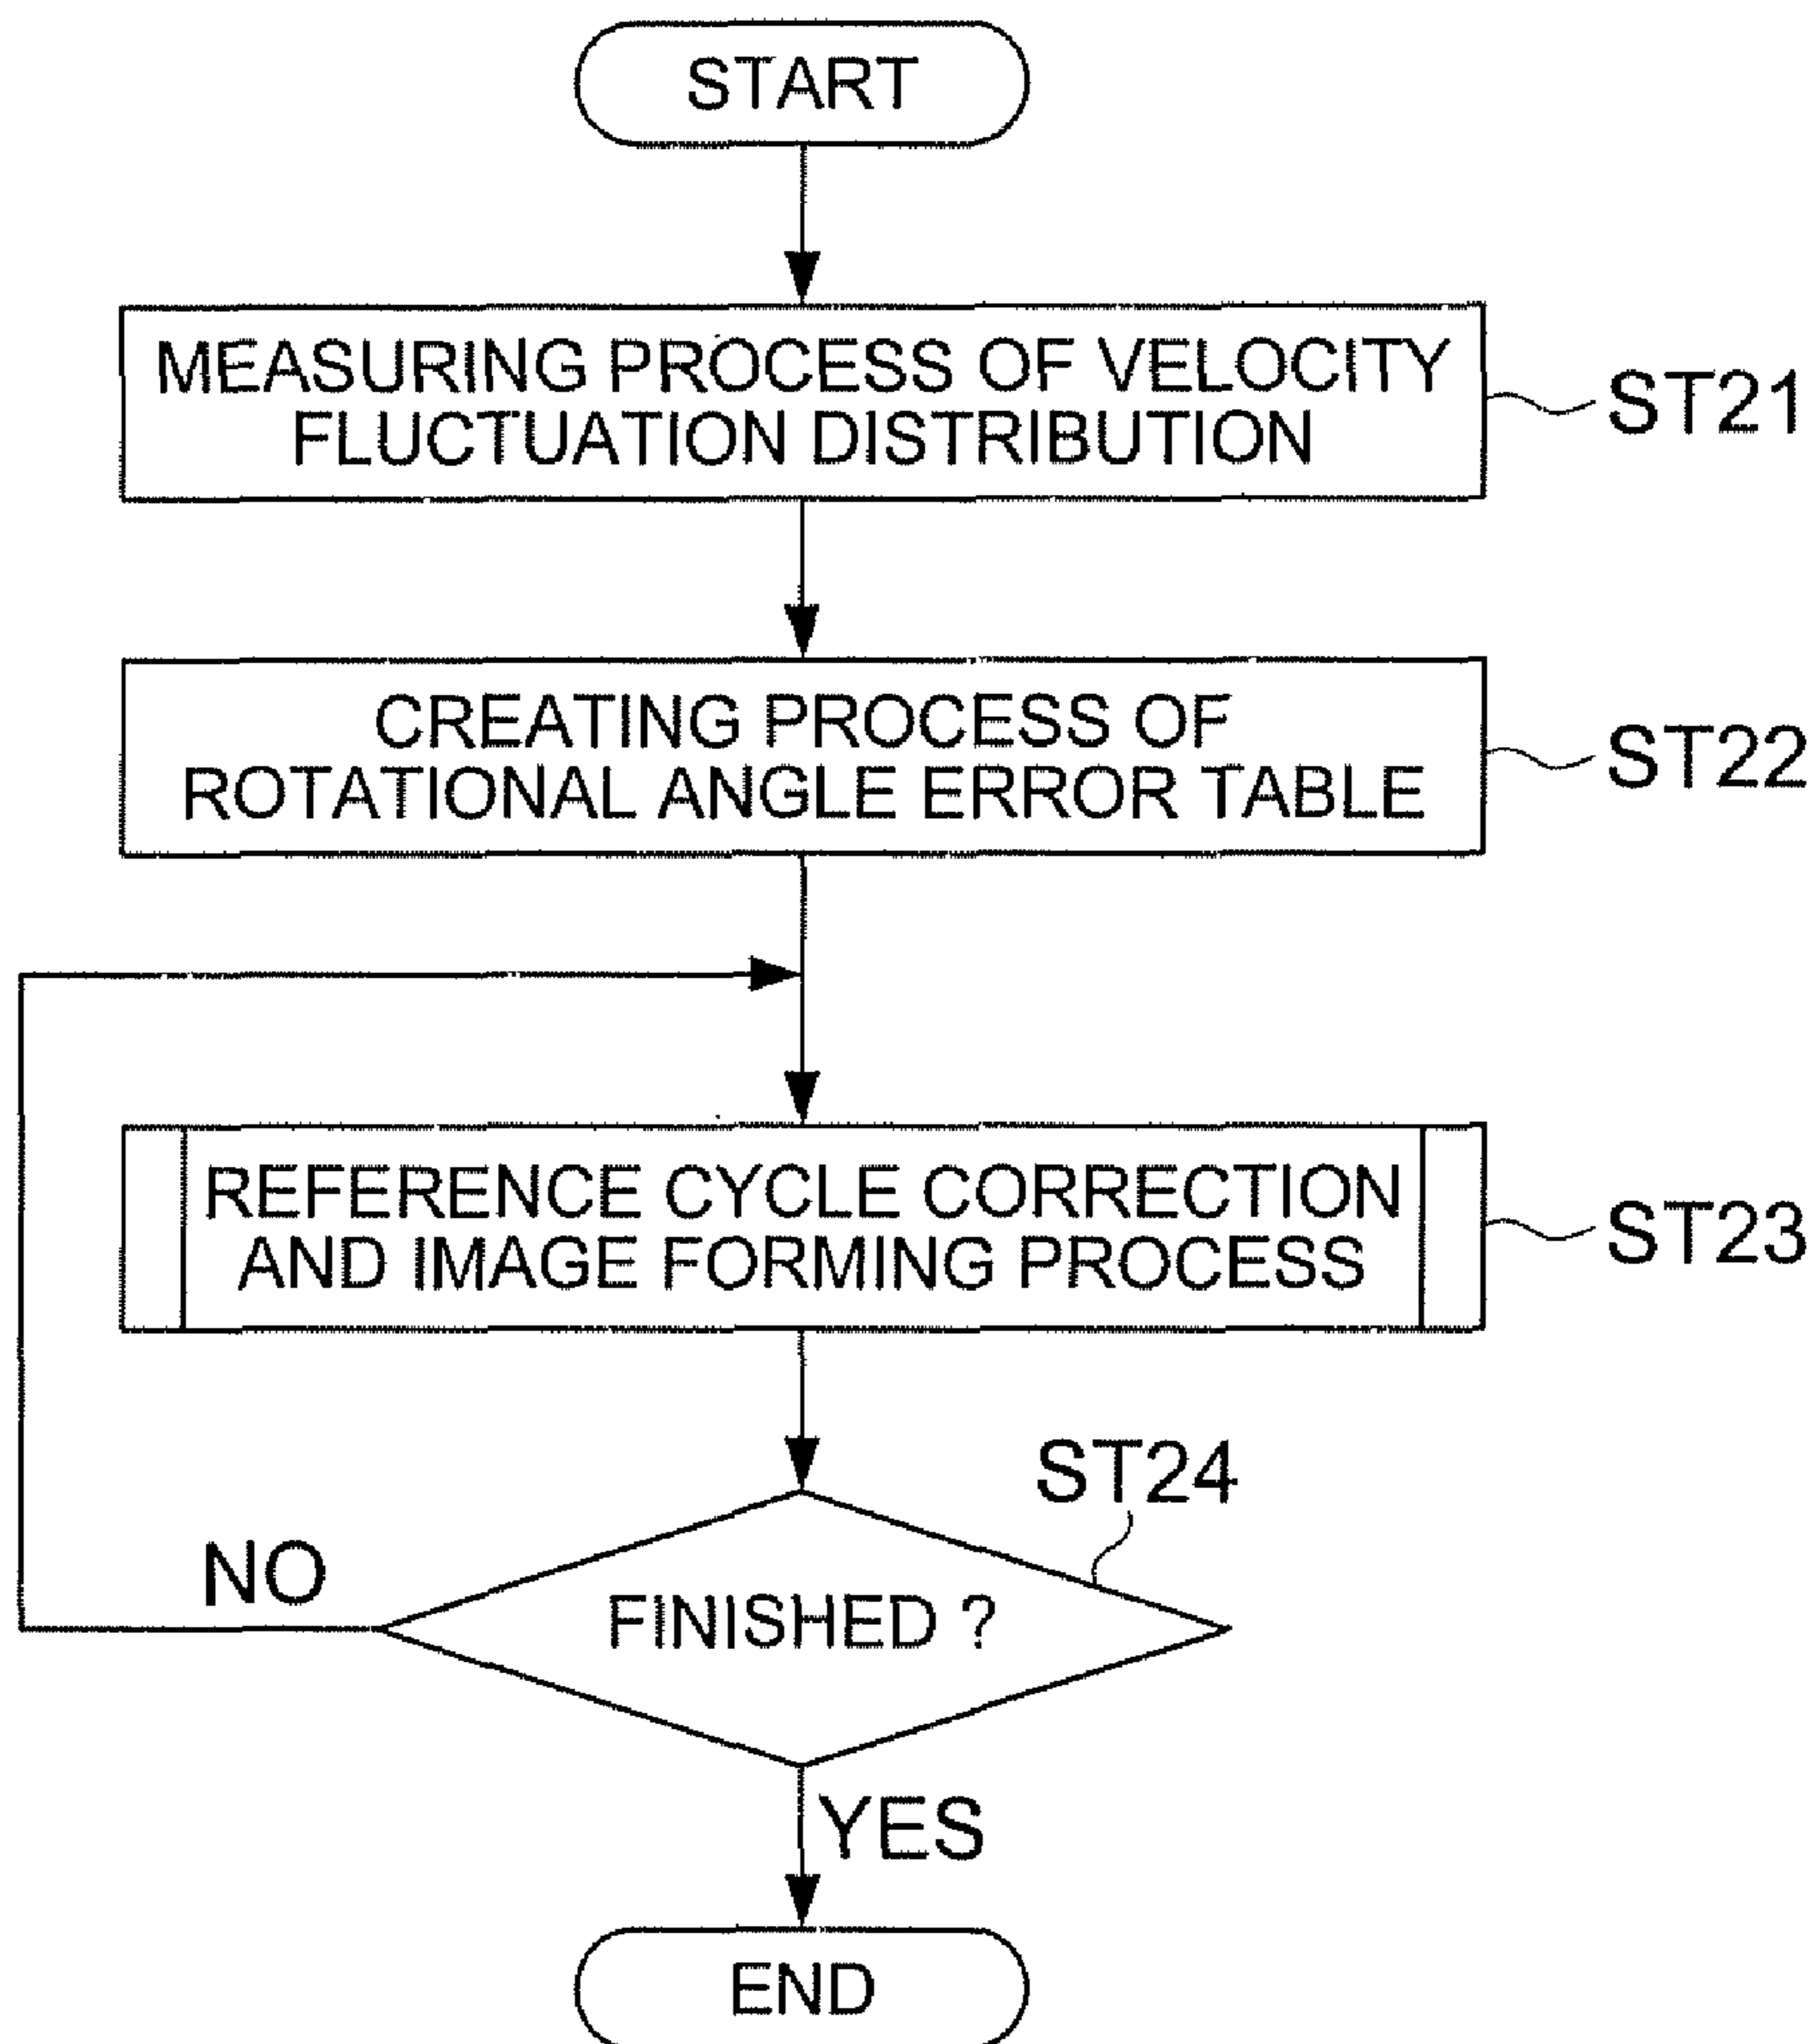 START
MEASURING PROCESS OF VELOCITY
FLUCTUATION DISTRIBUTION
ST21
CREATING PROCESS OF
ROTATIONAL ANGLE ERROR TABLE
ST22
REFERENCE CYCLE CORRECTION
AND IMAGE FORMING PROCESS
ST23
ST24
NO
FINISHED ?
YES
END